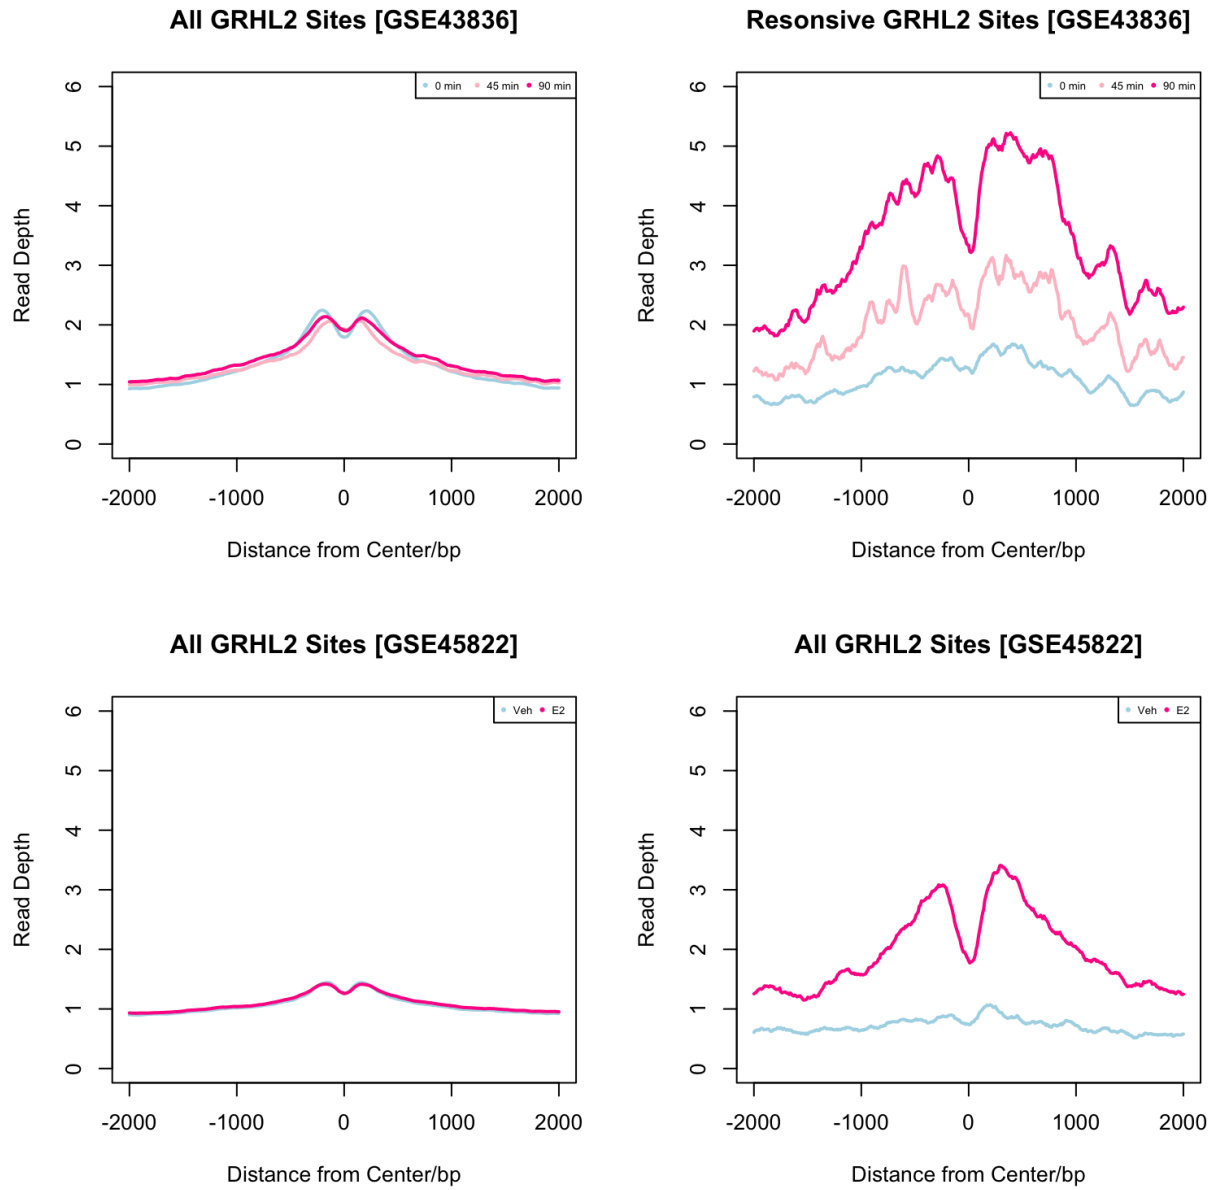 All GRHL2 Sites [GSE43836]
0 min 45 min 90 min
6
5
4
3
2
1
0
Read Depth
-2000 -1000 0 1000 2000
Distance from Center/bp
Resonsive GRHL2 Sites [GSE43836]
0 min 45 min 90 min
6
5
4
3
2
1
0
Read Depth
-2000 -1000 0 1000 2000
Distance from Center/bp
All GRHL2 Sites [GSE45822]
Veh E2
6
5
4
3
2
1
0
Read Depth
-2000 -1000 0 1000 2000
Distance from Center/bp
All GRHL2 Sites [GSE45822]
Veh E2
6
5
4
3
2
1
0
Read Depth
-2000 -1000 0 1000 2000
Distance from Center/bp